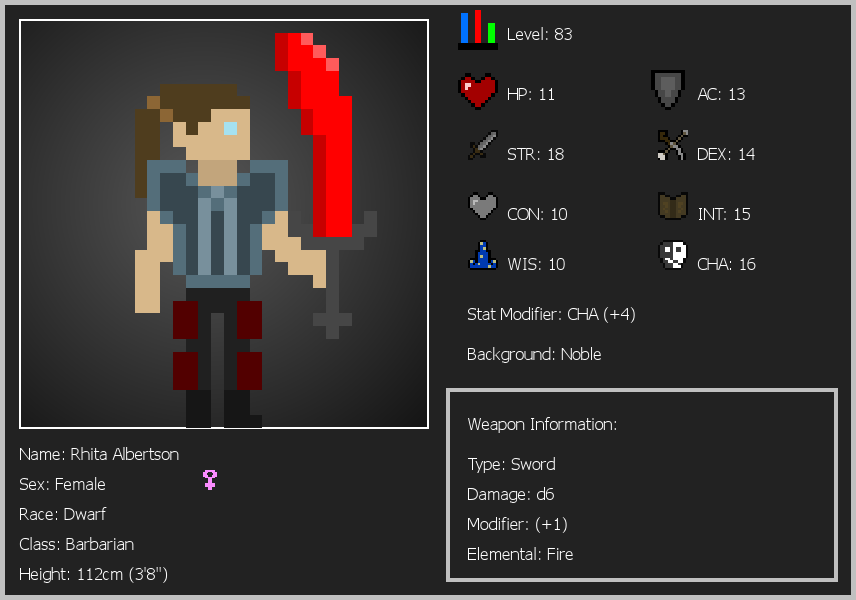 Level: 83
HP: 11
AC: 13
STR: 18
DEX: 14
CON: 10
INT: 15
WIS: 10
CHA: 16
Stat Modifier: CHA (+4)
Background: Noble
Weapon Information:
Type: Sword
Damage: d6
Modifier: (+1)
Elemental: Fire
Name: Rhita Albertson
Sex: Female
Race: Dwarf
Class: Barbarian
Height: 112cm (3'8")